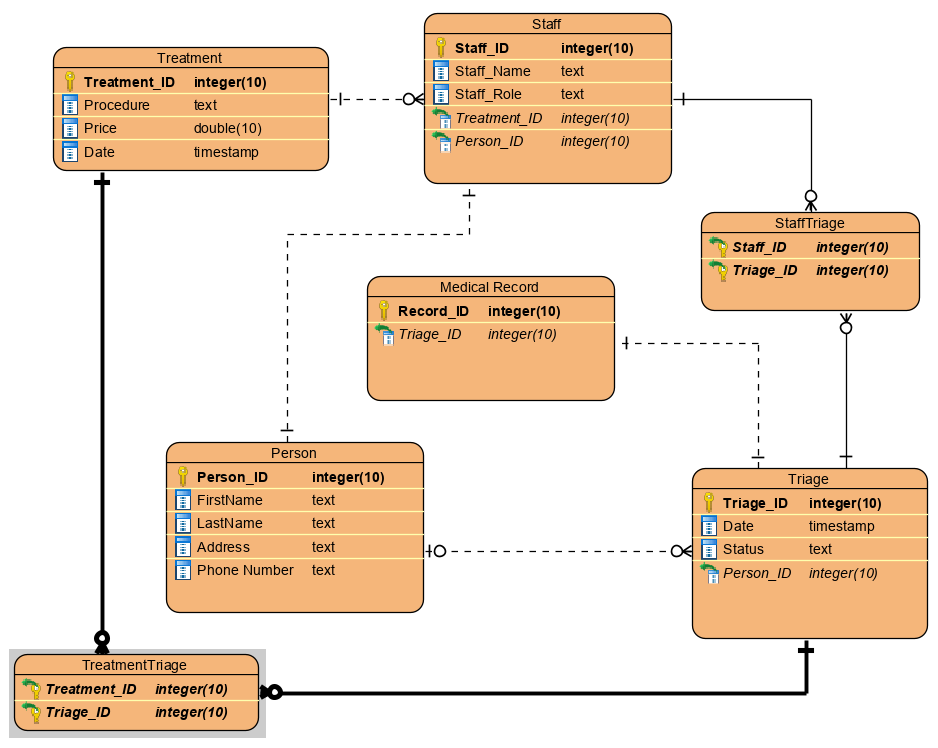 Staff
Staff_ID integer(10)
Staff_Name text
Staff_Role text
Treatment_ID integer(10)
Person_ID integer(10)
Treatment
Treatment_ID integer(10)
Procedure text
Price double(10)
Date timestamp
StaffTriage
Staff_ID integer(10)
Triage_ID integer(10)
Medical Record
Record_ID integer(10)
Triage_ID integer(10)
Person
Person_ID integer(10)
FirstName text
LastName text
Address text
Phone Number text
Triage
Triage_ID integer(10)
Date timestamp
Status text
Person_ID integer(10)
TreatmentTriage
Treatment_ID integer(10)
Triage_ID integer(10)